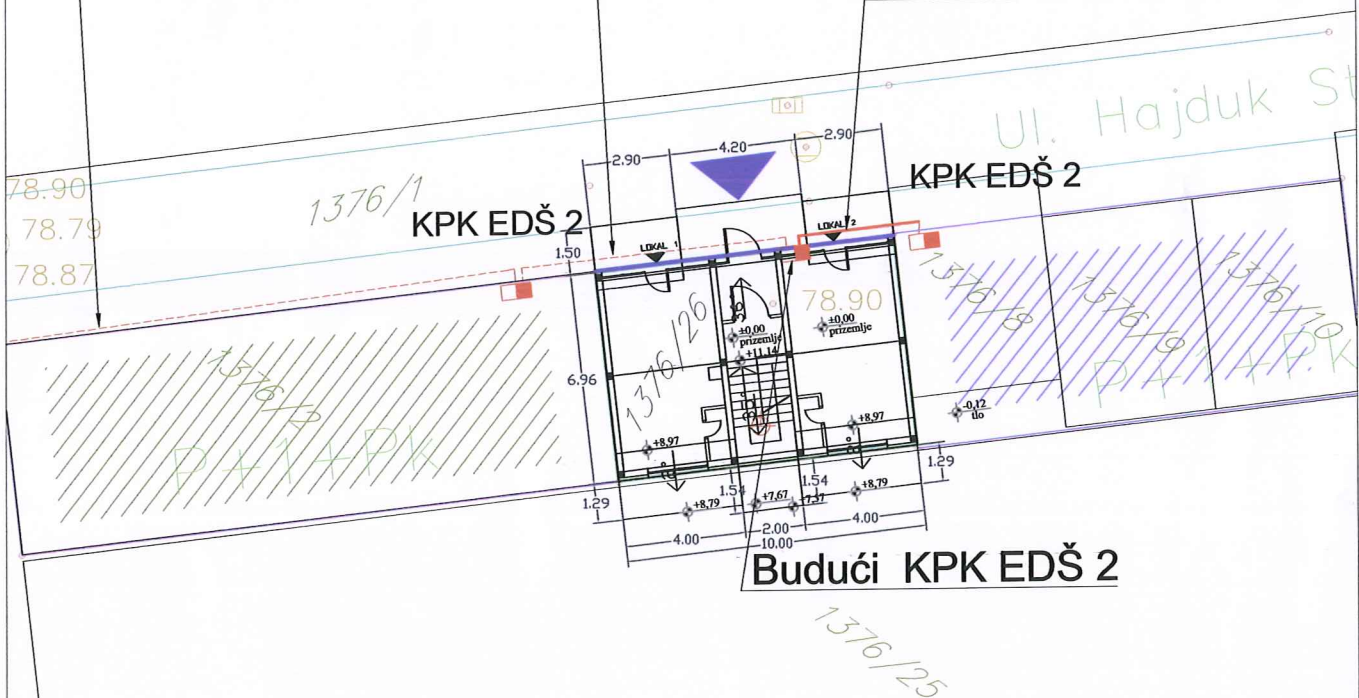 Ul. Hajduk St
2.90
4.20
2.90
78.90
78.79
78.87
1376/1
KPK EDŠ 2
KPK EDŠ 2
1.50
LOKAL 1
LOKAL 2
78.90
±0,00
prizemlje
±0,00
prizemlje
+11,14
1376/26
6.96
1376/8
1376/9
1376/10
P+1+Pk
P+1+Pk
-0,12
tlo
+8,97
+8,97
1.29
1.54
1.54
1.29
+8,79
+7,67
+8,79
4.00
2.00
4.00
10.00
Budući KPK EDŠ 2
1376/25